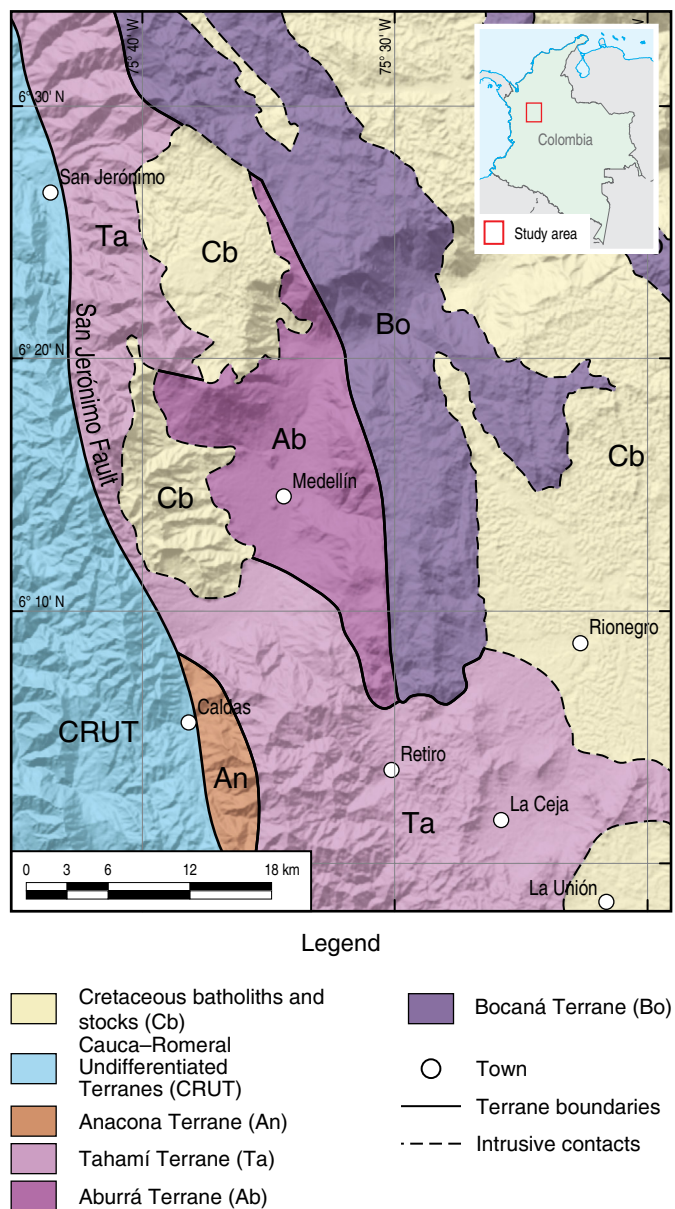 75° 40' W
75° 30' W
W
6° 30' N
San Jerónimo
Ta
Cb
Colombia
Study area
Bo
6° 20' N
San Jerónimo Fault
Ab
Cb
Cb
Medellín
6° 10' N
Rionegro
CRUT
Caldas
An
Retiro
La Ceja
Ta
La Unión
0 3 6 12 18 km
Legend
Cretaceous batholiths and
stocks (Cb)
Cauca–Romeral
Undifferentiated
Terranes (CRUT)
Anacona Terrane (An)
Tahamí Terrane (Ta)
Aburrá Terrane (Ab)
Bocaná Terrane (Bo)
Town
Terrane boundaries
Intrusive contacts